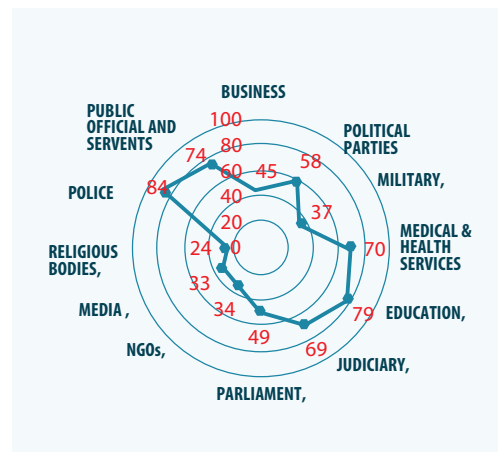 BUSINESS
100
PUBLIC
OFFICIAL AND
SERVENTS
POLITICAL
PARTIES
80
74
60
45
58
MILITARY,
POLICE
84
40
37
20
MEDICAL &
HEALTH
SERVICES
RELIGIOUS
BODIES,
24
0
70
33
MEDIA ,
34
EDUCATION,
79
NGOs,
49
69
JUDICIARY,
PARLIAMENT,